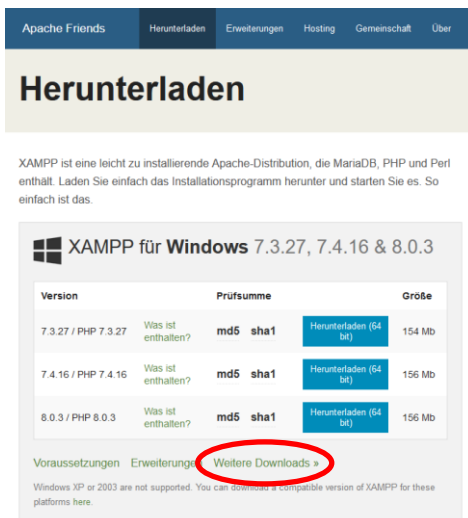 Apache Friends Herunterladen Erweiterungen Hosting Gemeinschaft Über
Herunterladen
XAMPP ist eine leicht zu installierende Apache-Distribution, die MariaDB, PHP und Perl
enthält. Laden Sie einfach das Installationsprogramm herunter und starten Sie es. So
einfach ist das.
XAMPP für Windows 7.3.27, 7.4.16 & 8.0.3
Version Prüfsumme Größe
7.3.27 / PHP 7.3.27 Was ist enthalten? md5 sha1 Herunterladen (64 bit) 154 Mb
7.4.16 / PHP 7.4.16 Was ist enthalten? md5 sha1 Herunterladen (64 bit) 156 Mb
8.0.3 / PHP 8.0.3 Was ist enthalten? md5 sha1 Herunterladen (64 bit) 156 Mb
Voraussetzungen Erweiterungen Weitere Downloads »
Windows XP or 2003 are not supported. You can download a compatible version of XAMPP for these
platforms here.